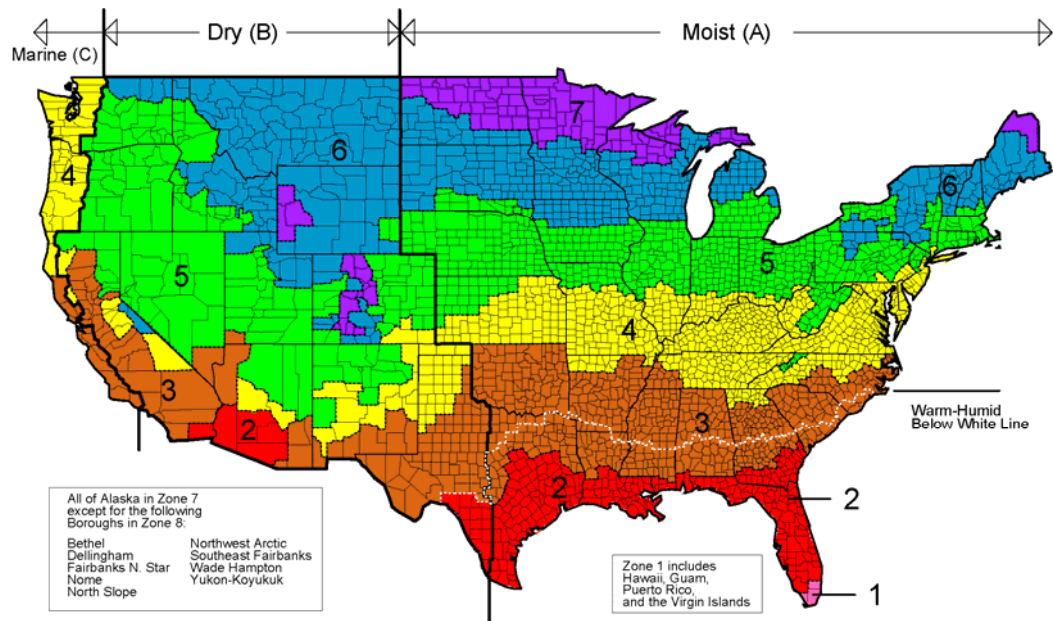 Marine (C)
Dry (B)
Moist (A)
7
6
4
6
5
5
4
3
3
Warm-Humid
Below White Line
2
2
2
1
All of Alaska in Zone 7
except for the following
Boroughs in Zone 8:
Bethel
Dellingham
Fairbanks N. Star
Nome
North Slope
Northwest Arctic
Southeast Fairbanks
Wade Hampton
Yukon-Koyukuk
Zone 1 includes
Hawaii, Guam,
Puerto Rico,
and the Virgin Islands